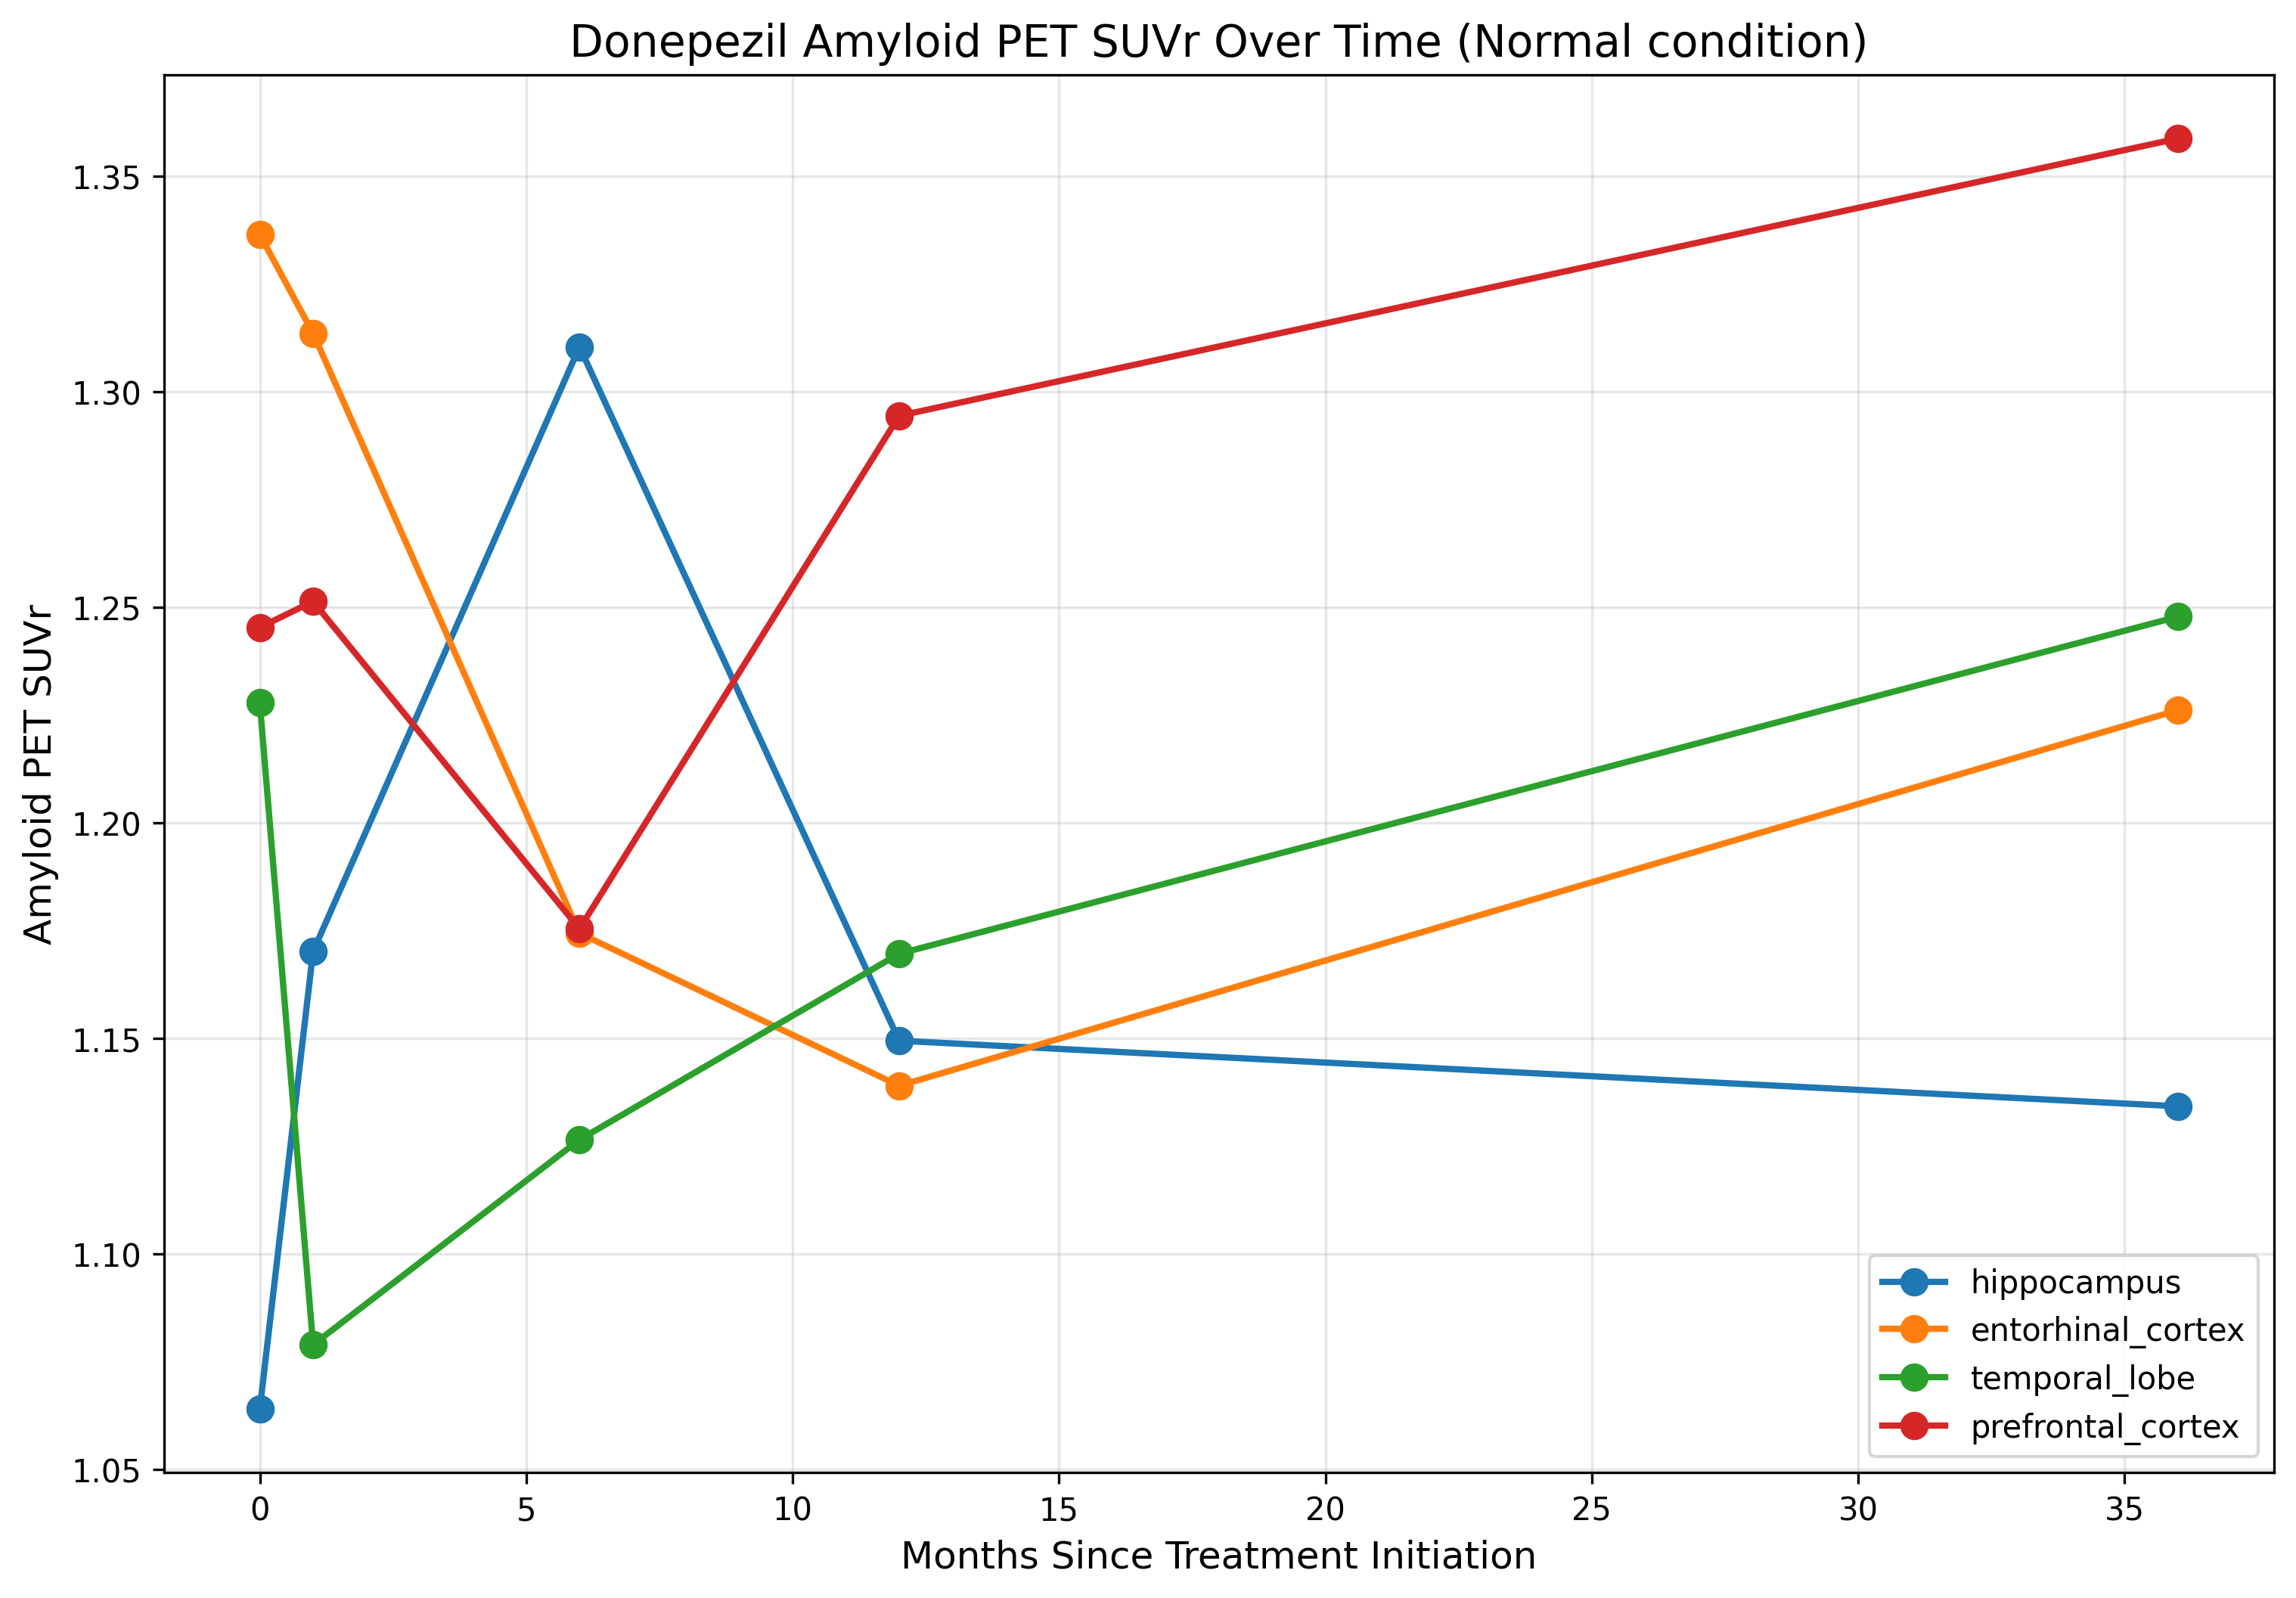 Donepezil Amyloid PET SUVr Over Time (Normal condition)
Amyloid PET SUVr
1.35
1.30
1.25
1.20
1.15
1.10
1.05
0 5 10 15 20 25 30 35
Months Since Treatment Initiation
hippocampus
entorhinal_cortex
temporal_lobe
prefrontal_cortex